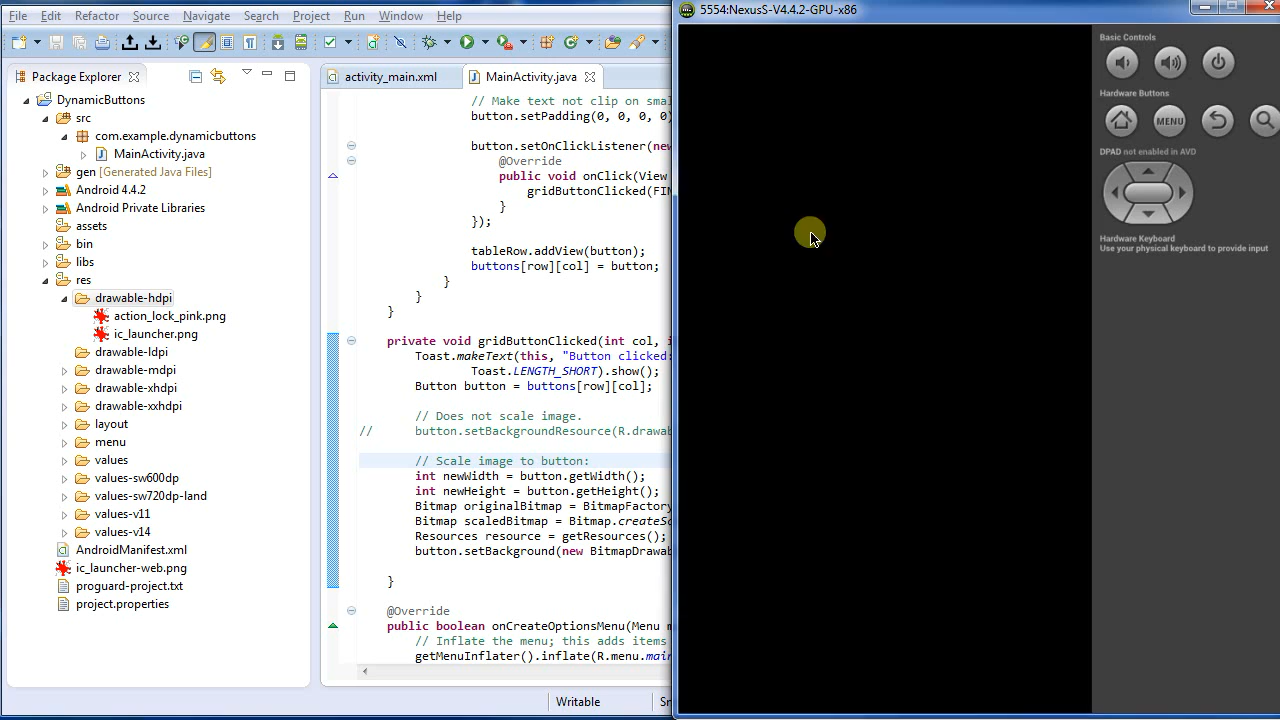 File Edit Refactor Source Navigate Search Project Run Window Help
Package Explorer
DynamicButtons
src
com.example.dynamicbuttons
MainActivity.java
gen [Generated Java Files]
Android 4.4.2
Android Private Libraries
assets
bin
libs
res
drawable-hdpi
action_lock_pink.png
ic_launcher.png
drawable-ldpi
drawable-mdpi
drawable-xhdpi
drawable-xxhdpi
layout
menu
values
values-sw600dp
values-sw720dp-land
values-v11
values-v14
AndroidManifest.xml
ic_launcher-web.png
proguard-project.txt
project.properties
activity_main.xml
MainActivity.java
// Make text not clip on smal
button.setPadding(0, 0, 0, 0)
button.setOnClickListener(new
@Override
public void onClick(View
gridButtonClicked(FIN
}
});
tableRow.addView(button);
buttons[row][col] = button;
}
}
}
private void gridButtonClicked(int col, i
Toast.makeText(this, "Button clicked:
Toast.LENGTH_SHORT).show();
Button button = buttons[row][col];
// Does not scale image.
// button.setBackgroundResource(R.drawab
// Scale image to button:
int newWidth = button.getWidth();
int newHeight = button.getHeight();
Bitmap originalBitmap = BitmapFactory
Bitmap scaledBitmap = Bitmap.createSc
Resources resource = getResources();
button.setBackground(new BitmapDrawab
}
@Override
public boolean onCreateOptionsMenu(Menu m
// Inflate the menu; this adds items
getMenuInflater().inflate(R.menu.main
Writable
5554:NexusS-V4.4.2-GPU-x86
Basic Controls
Hardware Buttons
MENU
DPAD not enabled in AVD
Hardware Keyboard
Use your physical keyboard to provide input